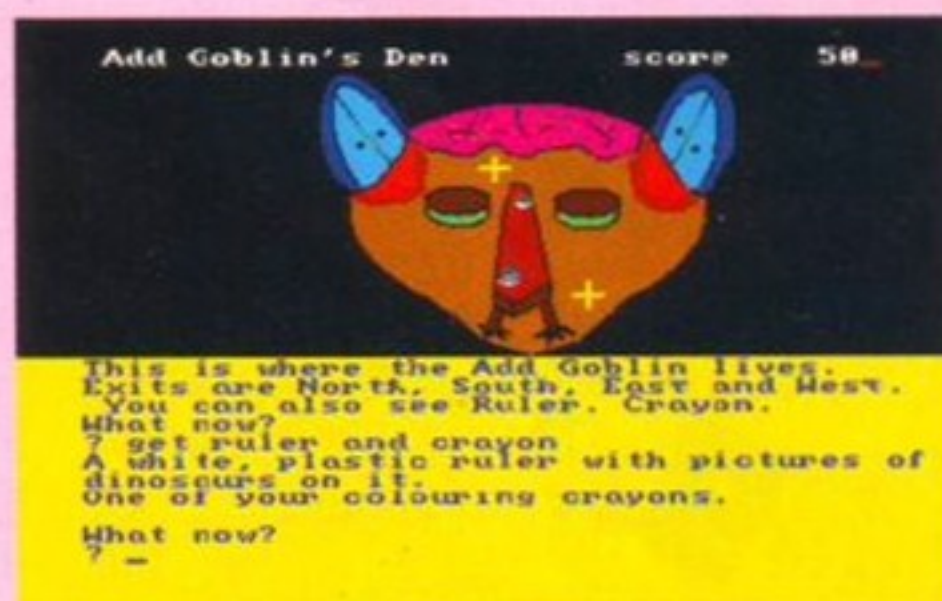 Add Goblin's Den score 50_
This is where the Add Goblin lives.
Exits are North, South, East and West.
You can also see Ruler. Crayon.
What now?
? get ruler and crayon
A white, plastic ruler with pictures of
dinosaurs on it.
One of your colouring crayons.
What now?
? _